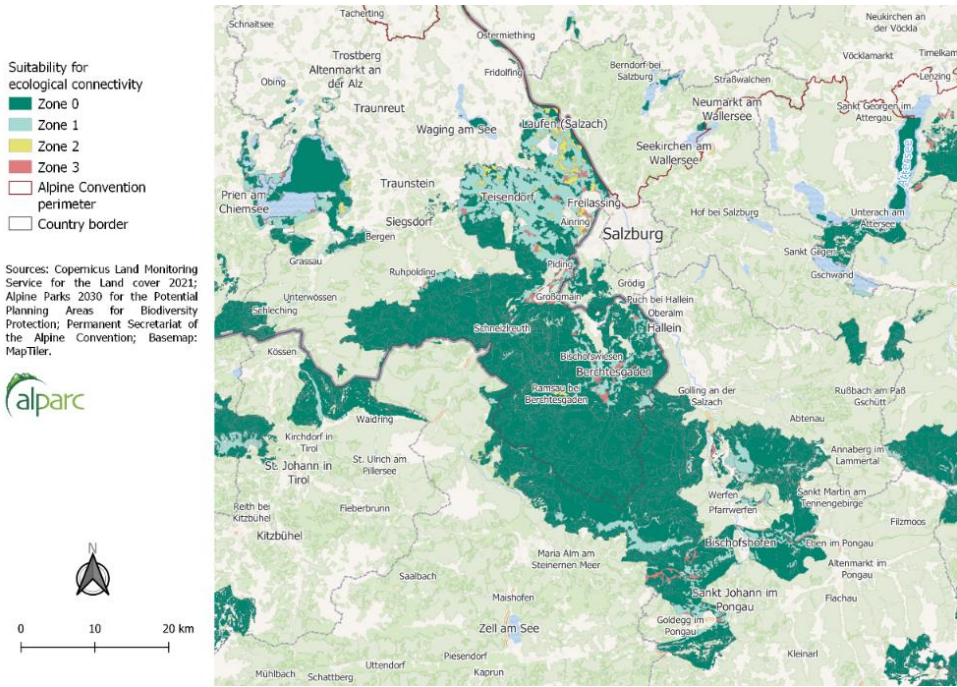 Suitability for
ecological connectivity
Zone 0
Zone 1
Zone 2
Zone 3
Alpine Convention
perimeter
Country border
Sources: Copernicus Land Monitoring
Service for the Land cover 2021;
Alpine Parks 2030 for the Potential
Planning Areas for Biodiversity
Protection; Permanent Secretariat of
the Alpine Convention; Basemap:
MapTiler.
alparc
N
0 10 20 km
Tacherting
Schnaitsee
Ostermiething
Neukirchen an
der Vöckla
Trostberg
Altenmarkt an
der Alz
Obing
Fridolfing
Berndorf bei
Salzburg
Straßwalchen
Vöcklamarkt
Timelkam
Lenzing
Traunreut
Neumarkt am
Wallersee
Sankt Georgen im
Attergau
Waging am See
Laufen (Salzach)
Seekirchen am
Wallersee
Attersee
Prien am
Chiemsee
Traunstein
Teisendorf
Freilassing
Siegsdorf
Ainring
Hof bei Salzburg
Unterach am
Attersee
Bergen
Salzburg
Grassau
Sankt Gilgen
Gschwand
Ruhpolding
Piding
Grödig
Unterwössen
Großgmain
Puch bei Hallein
Oberalm
Schleching
Schneizlreuth
Hallein
Kössen
Bischofswiesen
Berchtesgaden
Ramsau bei
Berchtesgaden
Golling an der
Salzach
Rußbach am Paß
Gschütt
Waidring
Abtenau
Kirchdorf in
Tirol
St. Johann in
Tirol
St. Ulrich am
Pillersee
Annaberg im
Lammertal
Werfen
Pfarrwerfen
Sankt Martin am
Tennengebirge
Reith bei
Kitzbühel
Fieberbrunn
Filzmoos
Kitzbühel
Bischofshofen
Eben im Pongau
Maria Alm am
Steinernen Meer
Altenmarkt im
Pongau
Saalbach
Maishofen
Sankt Johann im
Pongau
Flachau
Goldegg im
Pongau
Zell am See
Kleinarl
Piesendorf
Uttendorf
Kaprun
Mühlbach
Schattberg